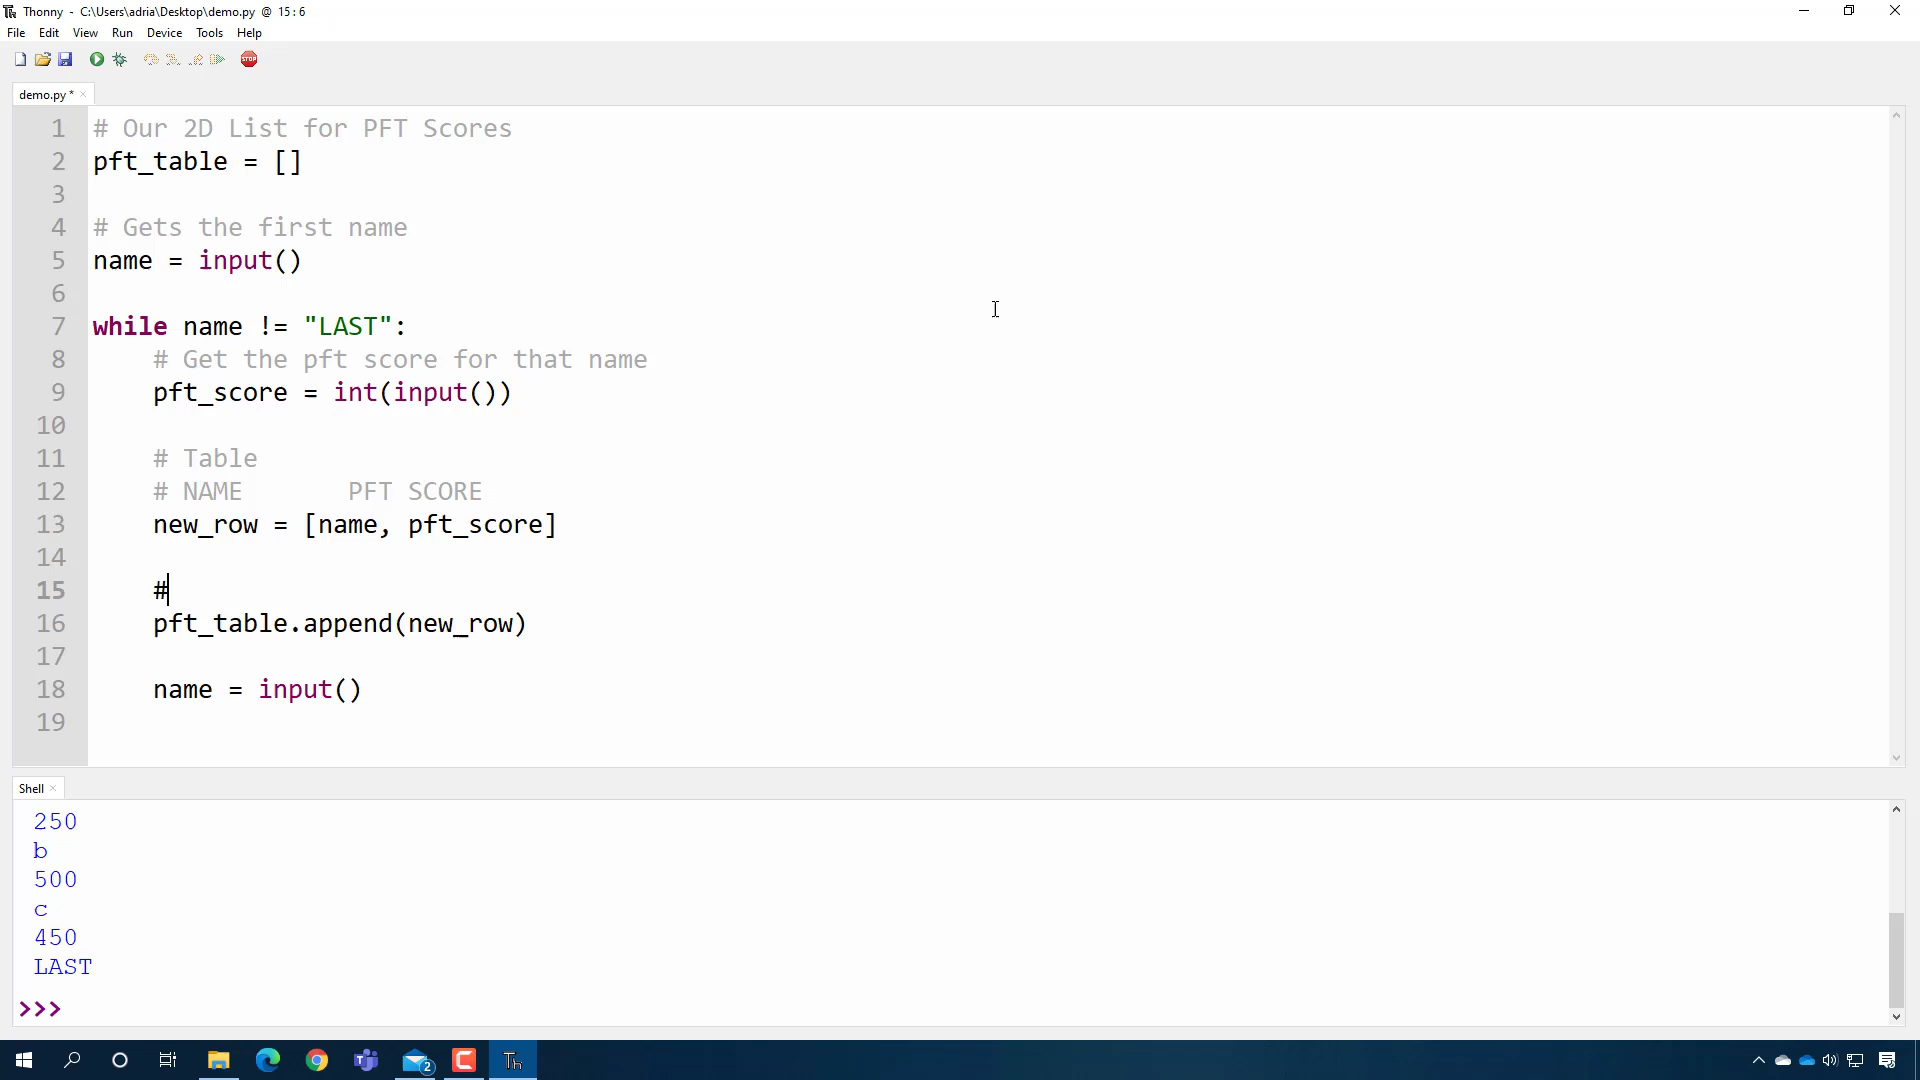 Th Thonny - C:\Users\adria\Desktop\demo.py @ 15:6
File Edit View Run Device Tools Help
STOP
demo.py *
1 # Our 2D List for PFT Scores
2 pft_table = []
3
4 # Gets the first name
5 name = input()
6
7 while name != "LAST":
8     # Get the pft score for that name
9     pft_score = int(input())
10
11     # Table
12     # NAME       PFT SCORE
13     new_row = [name, pft_score]
14
15     #
16     pft_table.append(new_row)
17
18     name = input()
19
Shell
250
b
500
c
450
LAST
>>>
2 Th